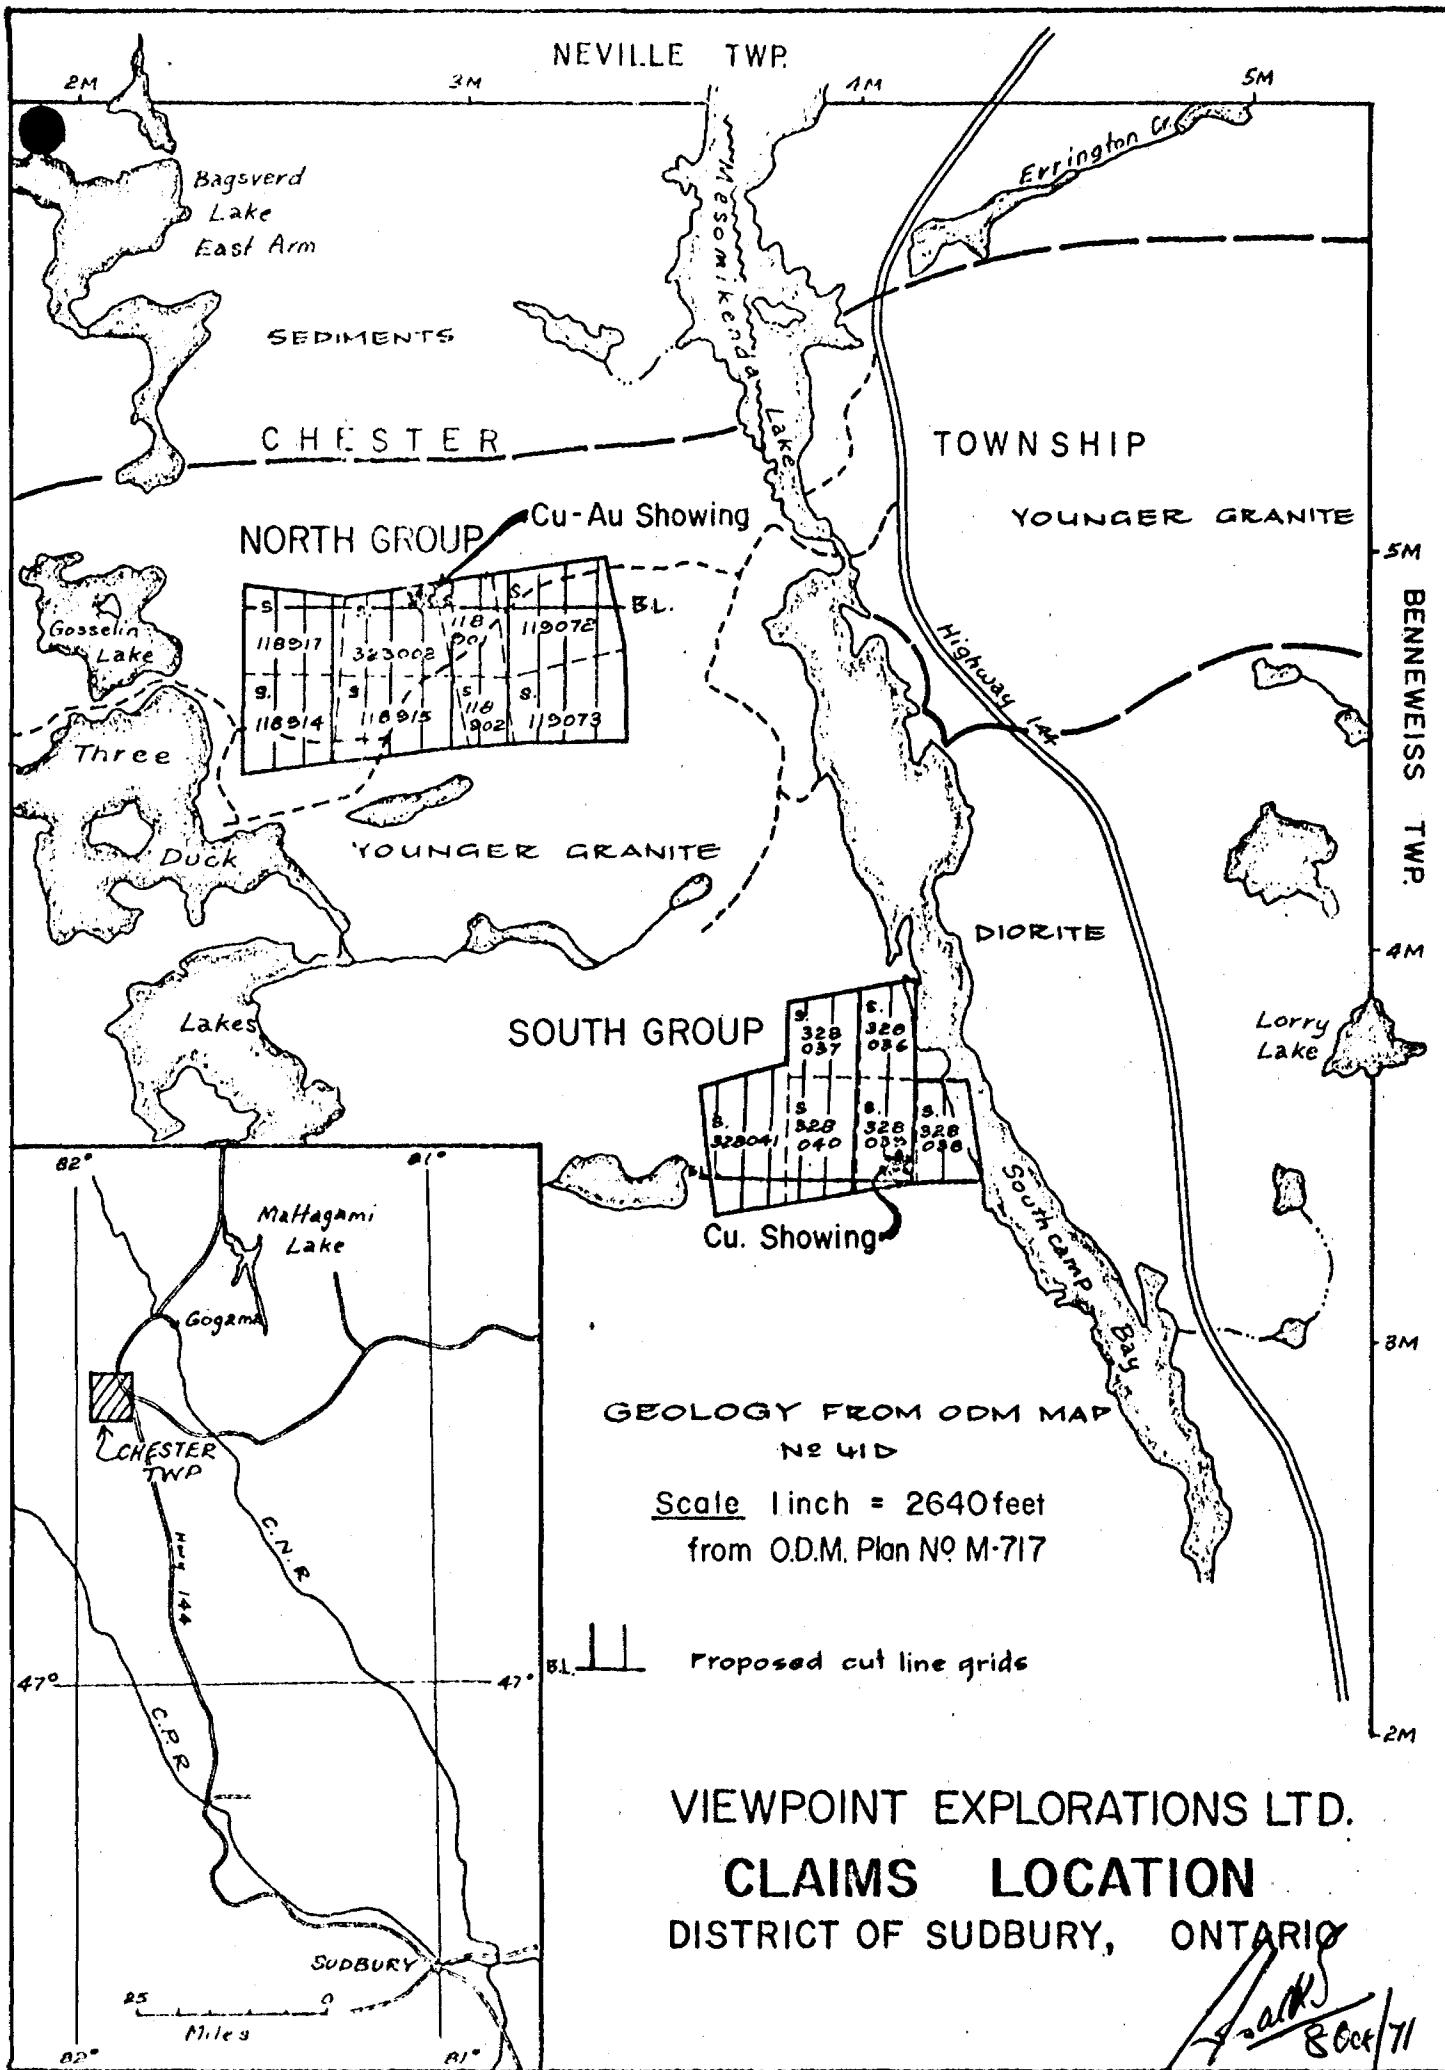 NEVILLE TWP.
2M
3M
4M
5M
Bagsverd
Lake
East Arm
Mesomikenda Lake
Errington Cr.
SEDIMENTS
CHESTER
TOWNSHIP
Cu-Au Showing
NORTH GROUP
YOUNGER GRANITE
5M
BENNEWEISS TWP.
Gosselin
Lake
S.
118917
323002
118
901
S.
119072
B.L.
S.
118914
S
118915
S
118
902
S.
119073
Highway 144
Three
Duck
Lakes
YOUNGER GRANITE
DIORITE
4M
SOUTH GROUP
S.
328
037
S.
328
036
Lorry
Lake
S.
328041
S
328
040
S.
328
039
S.
328
038
B.L.
Cu. Showing
South camp Bay
3M
82°
81°
Mattagami
Lake
Gogama
CHESTER
TWP
Hwy 144
C.N.R
C.P.R
47°
47°
SUDBURY
25
0
Miles
82°
81°
GEOLOGY FROM ODM MAP
Nº 41D
Scale 1 inch = 2640 feet
from O.D.M. Plan Nº M-717
B.L.
Proposed cut line grids
2M
VIEWPOINT EXPLORATIONS LTD.
CLAIMS LOCATION
DISTRICT OF SUDBURY, ONTARIO
8 Oct/71